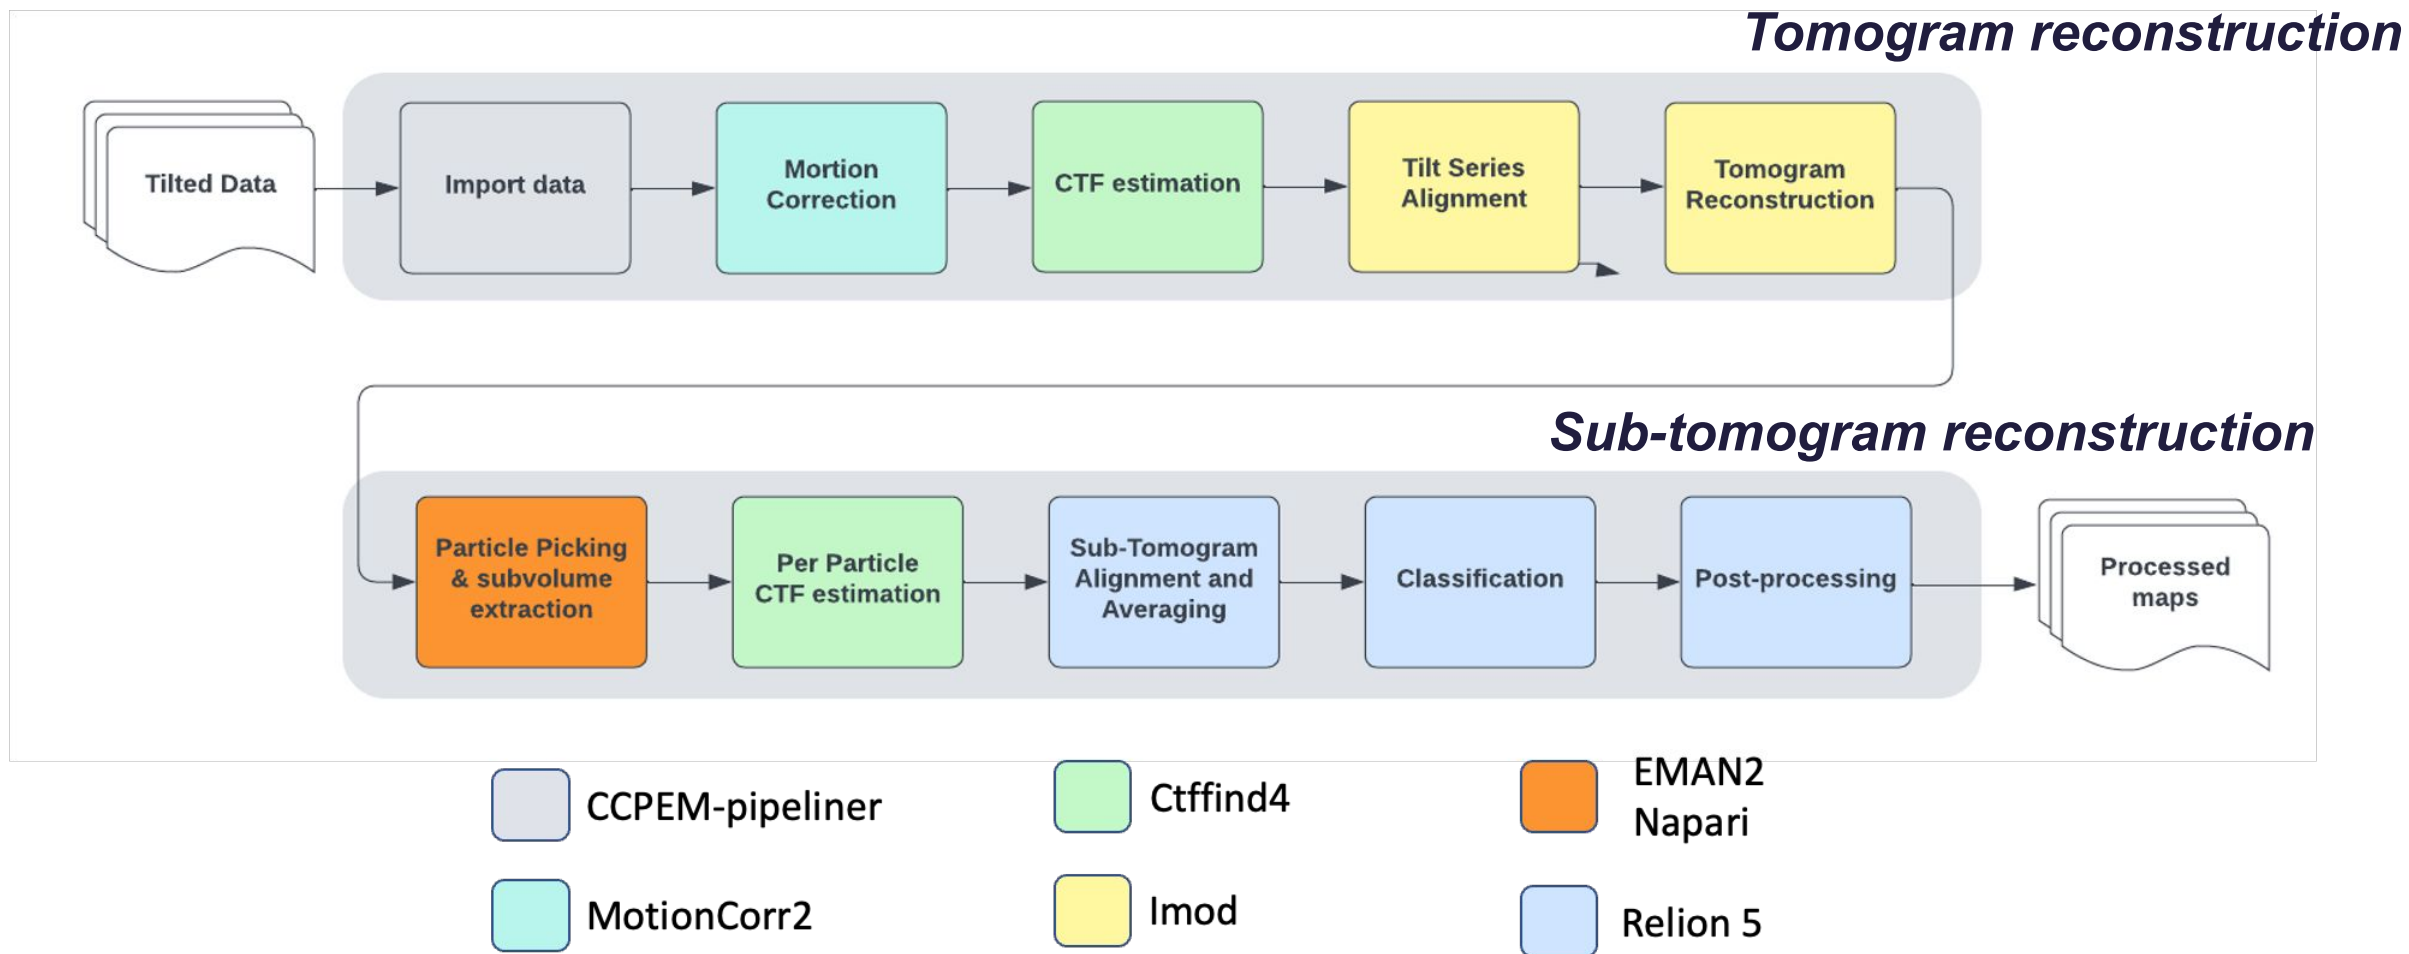 Tomogram reconstruction
Tilted Data
Import data
Mortion
Correction
CTF estimation
Tilt Series
Alignment
Tomogram
Reconstruction
Sub-tomogram reconstruction
Particle Picking
& subvolume
extraction
Per Particle
CTF estimation
Sub-Tomogram
Alignment and
Averaging
Classification
Post-processing
Processed
maps
CCPEM-pipeliner
Ctffind4
EMAN2
Napari
MotionCorr2
Imod
Relion 5